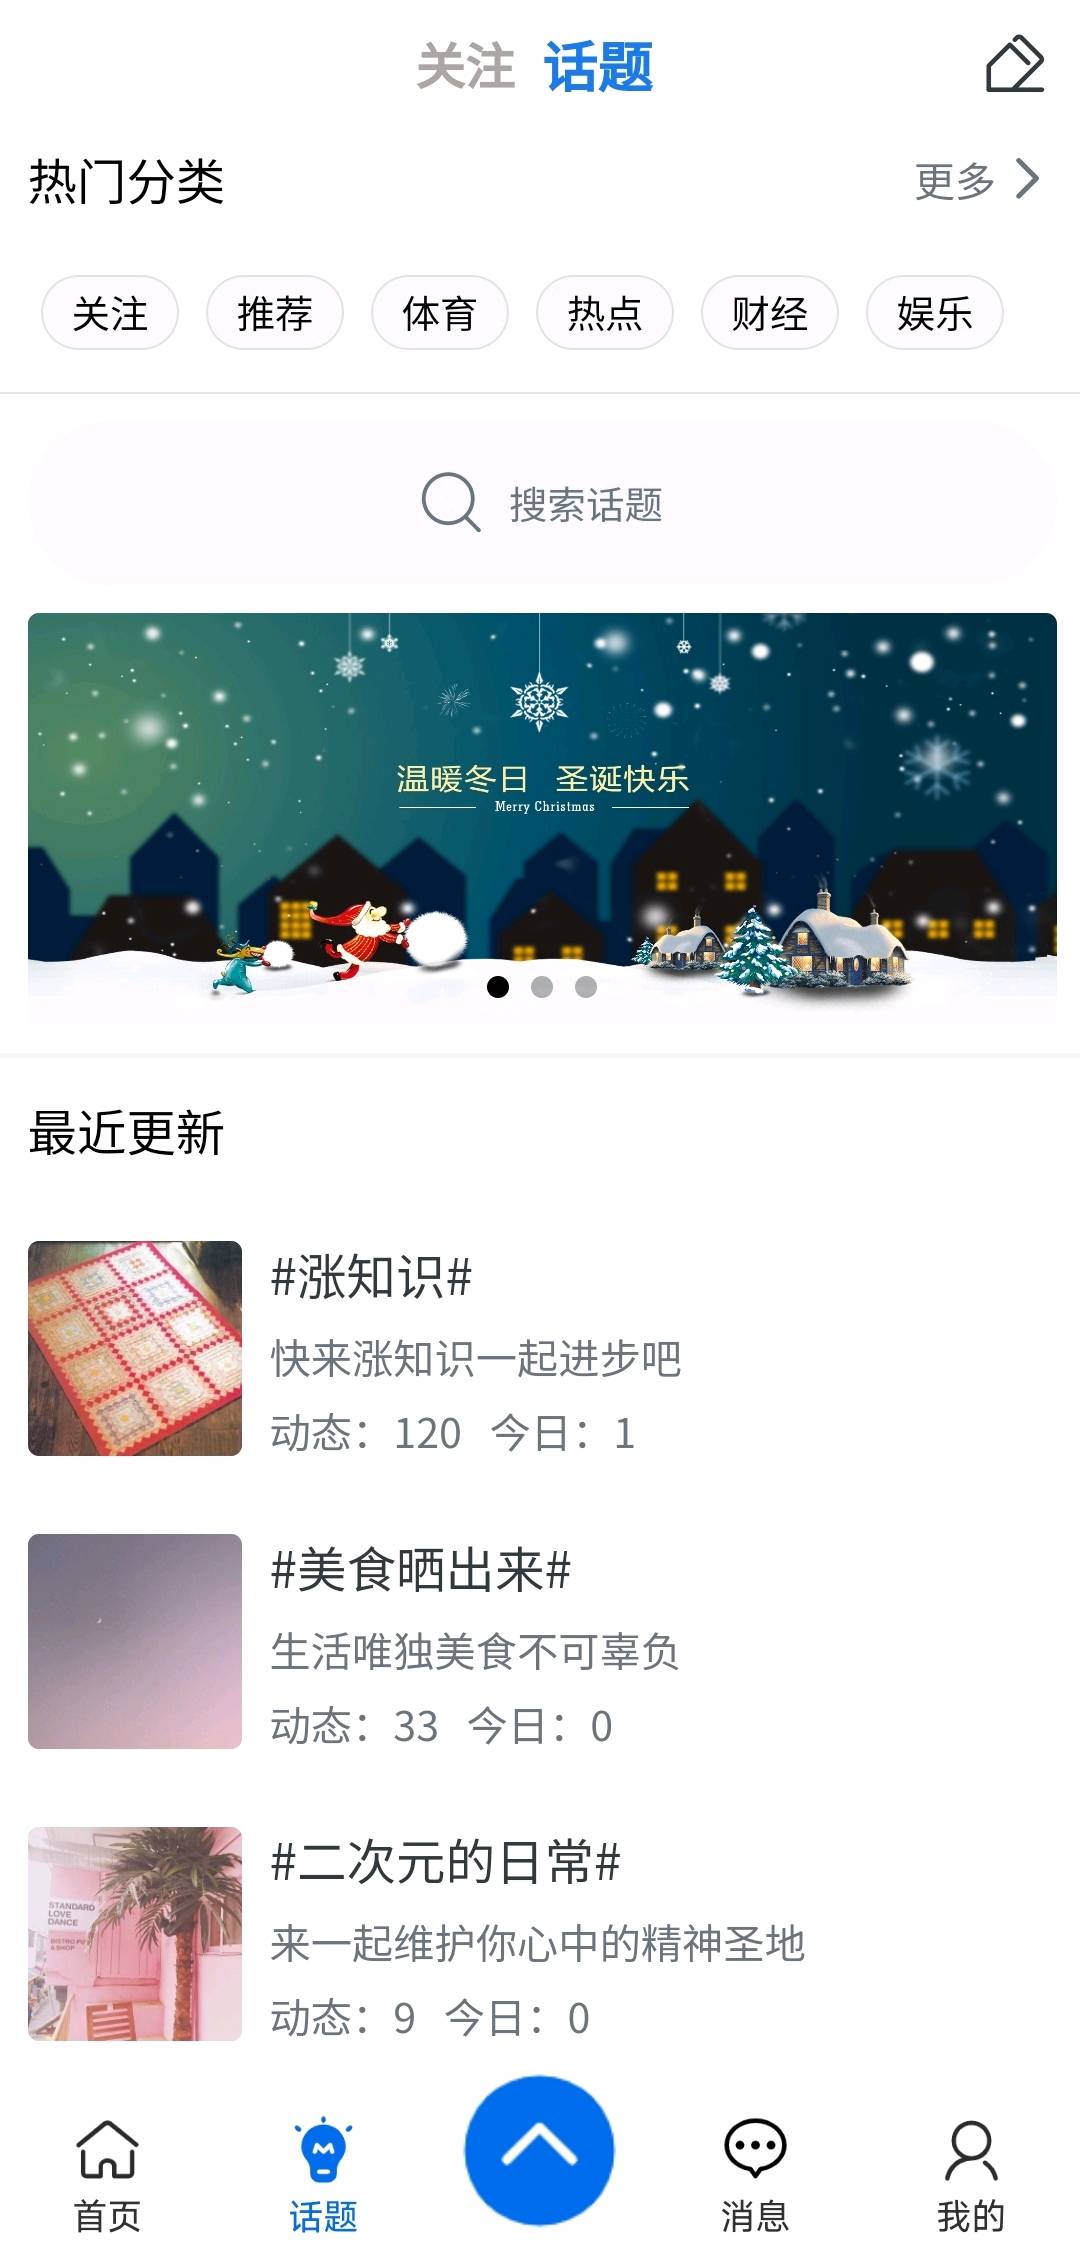 关注 话题
热门分类 更多
关注 推荐 体育 热点 财经 娱乐
搜索话题
温暖冬日 圣诞快乐
Merry Christmas
最近更新
#涨知识#
快来涨知识一起进步吧
动态：120 今日：1
#美食晒出来#
生活唯独美食不可辜负
动态：33 今日：0
#二次元的日常#
STANDARD
LOVE
DANCE
来一起维护你心中的精神圣地
& SHOP
动态：9 今日：0
首页 话题 消息 我的